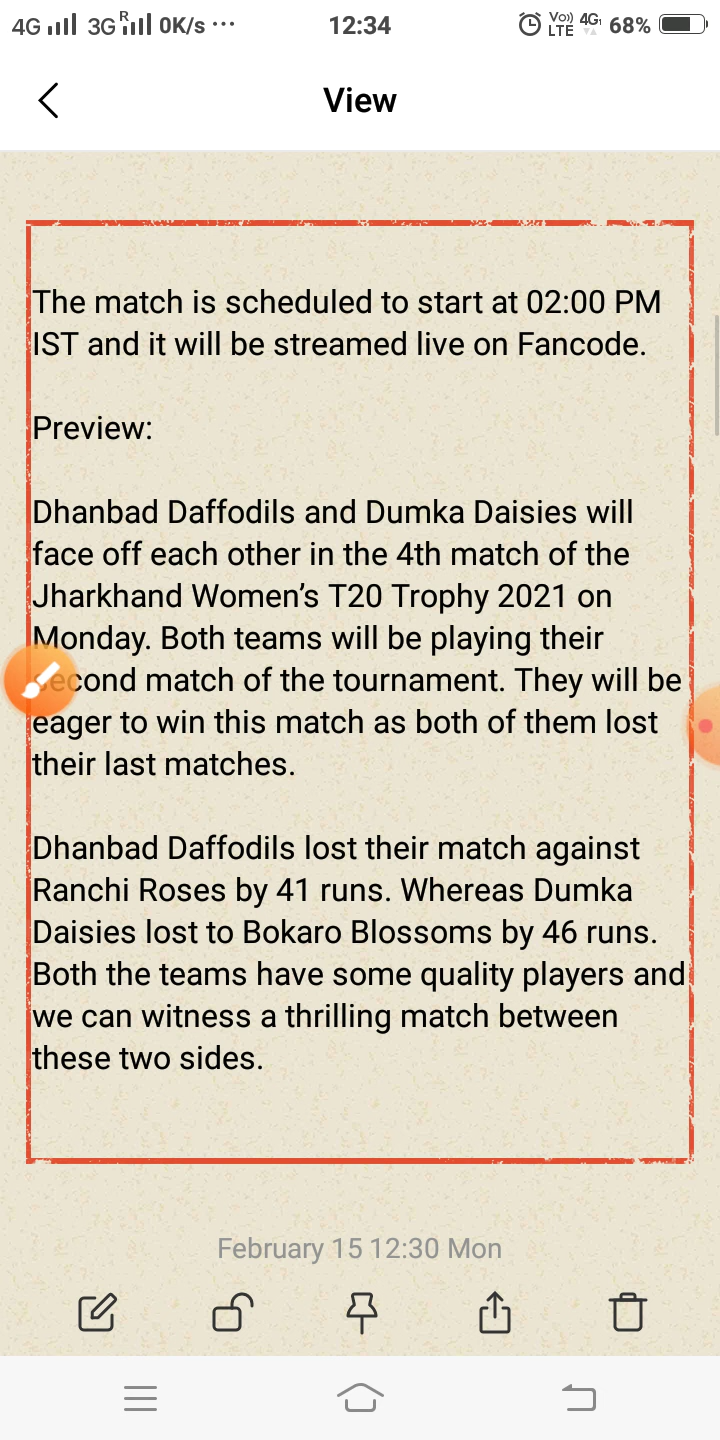 4G 3G R 0K/s ... 12:34 Vo)) LTE 4G 68%
View
The match is scheduled to start at 02:00 PM
IST and it will be streamed live on Fancode.
Preview:
Dhanbad Daffodils and Dumka Daisies will
face off each other in the 4th match of the
Jharkhand Women’s T20 Trophy 2021 on
Monday. Both teams will be playing their
second match of the tournament. They will be
eager to win this match as both of them lost
their last matches.
Dhanbad Daffodils lost their match against
Ranchi Roses by 41 runs. Whereas Dumka
Daisies lost to Bokaro Blossoms by 46 runs.
Both the teams have some quality players and
we can witness a thrilling match between
these two sides.
February 15 12:30 Mon